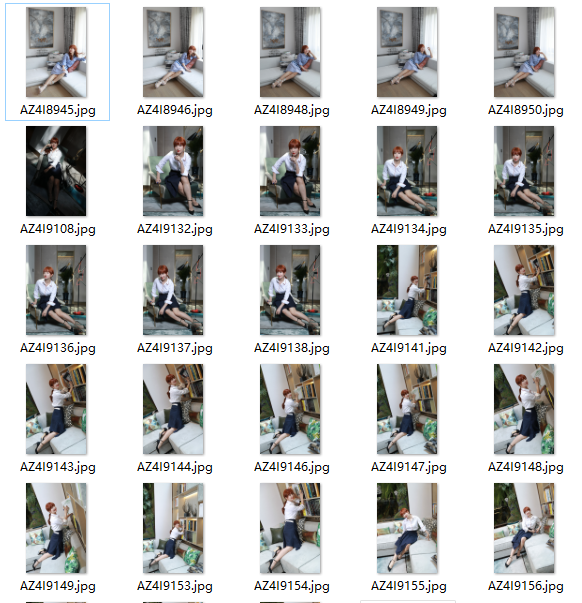 AZ4I8945.jpg AZ4I8946.jpg AZ4I8948.jpg AZ4I8949.jpg AZ4I8950.jpg
AZ4I9108.jpg AZ4I9132.jpg AZ4I9133.jpg AZ4I9134.jpg AZ4I9135.jpg
AZ4I9136.jpg AZ4I9137.jpg AZ4I9138.jpg AZ4I9141.jpg AZ4I9142.jpg
AZ4I9143.jpg AZ4I9144.jpg AZ4I9146.jpg AZ4I9147.jpg AZ4I9148.jpg
AZ4I9149.jpg AZ4I9153.jpg AZ4I9154.jpg AZ4I9155.jpg AZ4I9156.jpg